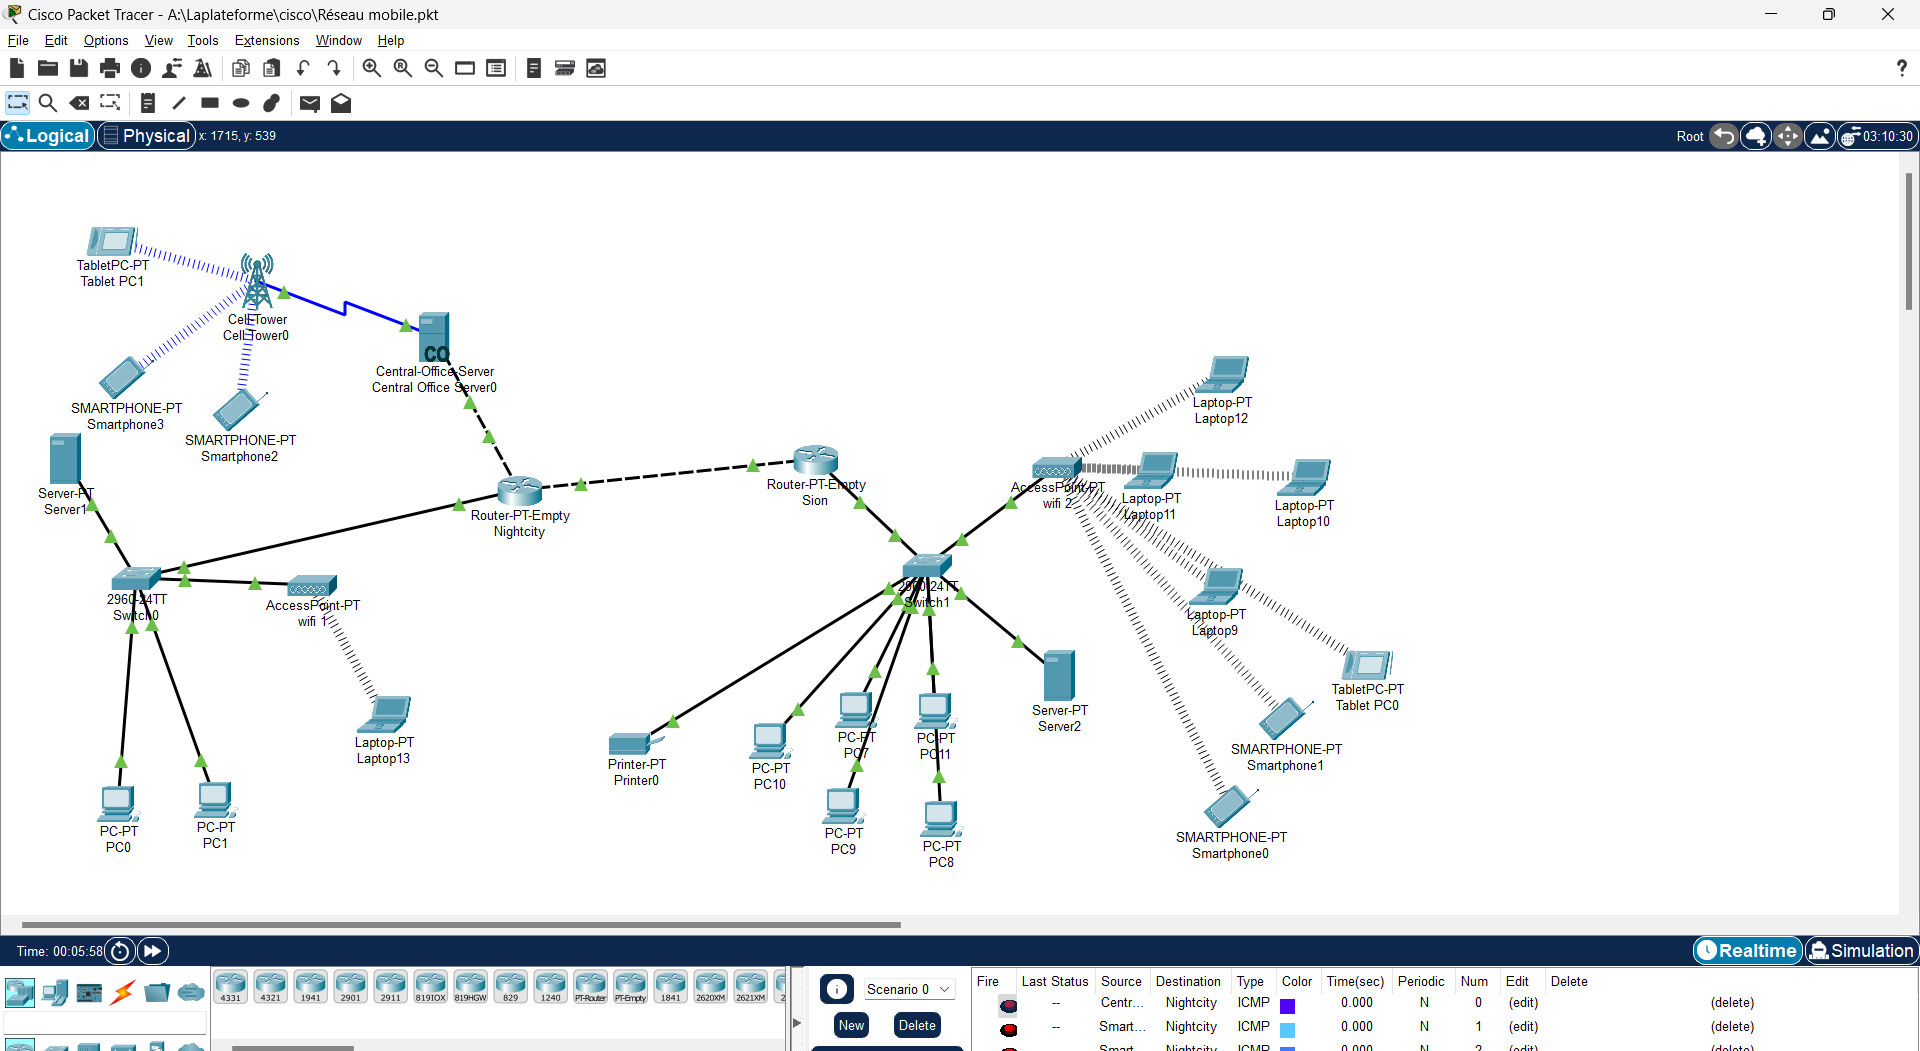 Cisco Packet Tracer - A:\Laplateforme\cisco\Réseau mobile.pkt
File Edit Options View Tools Extensions Window Help
Logical Physical x: 1715, y: 539 Root 03:10:30
TabletPC-PT
Tablet PC1
Cell-Tower
Cell Tower0
CO
Central-Office-Server
Central Office Server0
SMARTPHONE-PT
Smartphone3
SMARTPHONE-PT
Smartphone2
Server-PT
Server1
Router-PT-Empty
Nightcity
Router-PT-Empty
Sion
AccessPoint-PT
wifi 2
Laptop-PT
Laptop12
Laptop-PT
Laptop11
Laptop-PT
Laptop10
2960-24TT
Switch0
AccessPoint-PT
wifi 1
2960-24TT
Switch1
Laptop-PT
Laptop9
TabletPC-PT
Tablet PC0
Server-PT
Server2
Laptop-PT
Laptop13
Printer-PT
Printer0
PC-PT
PC10
PC-PT
PC7
PC-PT
PC11
SMARTPHONE-PT
Smartphone1
PC-PT
PC0
PC-PT
PC1
PC-PT
PC9
PC-PT
PC8
SMARTPHONE-PT
Smartphone0
Time: 00:05:58 Realtime Simulation
4331 4321 1941 2901 2911 819IOX 819HGW 829 1240 PT-Router PT-Empty 1841 2620XM 2621XM
Scenario 0
New Delete
Fire Last Status Source Destination Type Color Time(sec) Periodic Num Edit Delete
-- Centr... Nightcity ICMP 0.000 N 0 (edit) (delete)
-- Smart... Nightcity ICMP 0.000 N 1 (edit) (delete)
-- Smart... Nightcity ICMP 0.000 N 2 (edit) (delete)